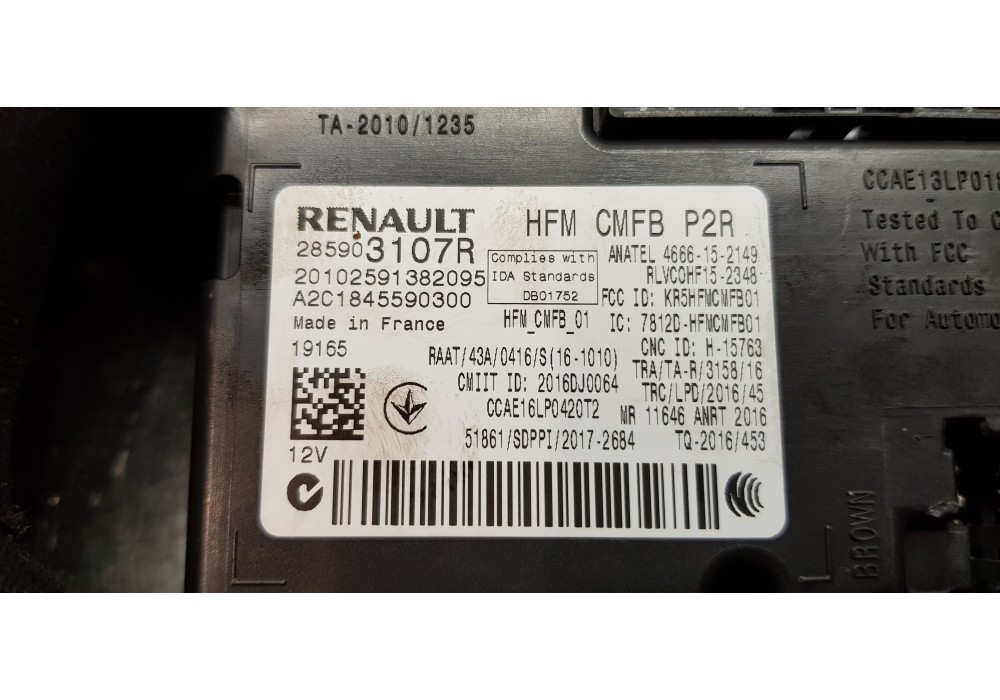 TA-2010/1235
RENAULT HFM CMFB P2R
285903107R
20102591382095
A2C1845590300
Made in France
19165
Complies with
IDA Standards
DB01752
HFM_CMFB_01
ANATEL 4666-15-2149
RLVCOHF15-2348
FCC ID: KR5HFMCMFB01
IC: 7812D-HFMCMFB01
CNC ID: H-15763
RAAT/43A/0416/S(16-1010)
TRA/TA-R/3158/16
CMIIT ID: 2016DJ0064
TRC/LPD/2016/45
CCAE16LP0420T2
MR 11646 ANRT 2016
51861/SDPPI/2017-2684
TQ-2016/453
12V
Tested To
With FCC
Standards
For
BROWN